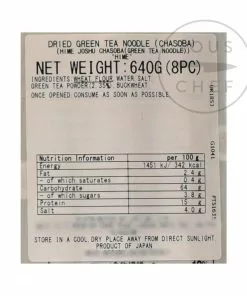 DRIED GREEN TEA NOODLE (CHASOBA)
(HIME JOSHU CHASOBA(GREEN TEA NOODLE))
"HIME"
NET WEIGHT:640G(8PC)
INGREDIENTS WHEAT FLOUR WATER SALT
GREEN TEA POWDER(2.35%) BUCKWHEAT
ONCE OPENED CONSUME AS SOON AS POSSIBLE.
SOUS
CHEF
Nutrition Information per 100g
Energy 1451 kJ/ 342 kcal
Fat 2.4 g
- of which saturates 0.4 g
Carbohydrate 64 g
- of which sugars 3.8 g
Protein g
Salt 4.0 g
STORE IN A COOL DRY PLACE AWAY FROM DIRECT SUNLIGHT
PRODUCT OF JAPAN